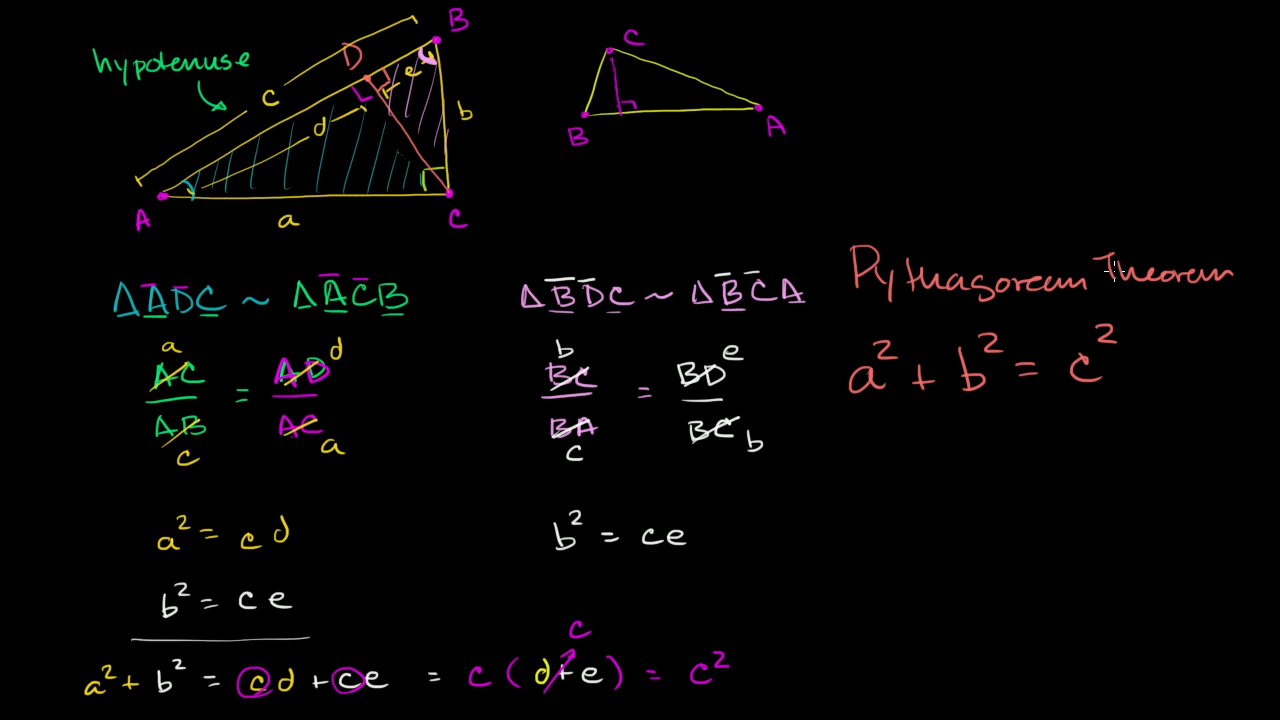 hypotenuse
B
D
c
e
L
d
b
A
a
C
C
B
A
ΔADC ~ ΔACB
ΔBDC ~ ΔBCA
Pythagorean Theorem
a² + b² = c²
a
AC/AB = AD/AC
d
c
a
b
BC/BA = BD/BC
e
c
b
a² = cd
b² = ce
b² = ce
c
a² + b² = cd + ce = c(d+e) = c²